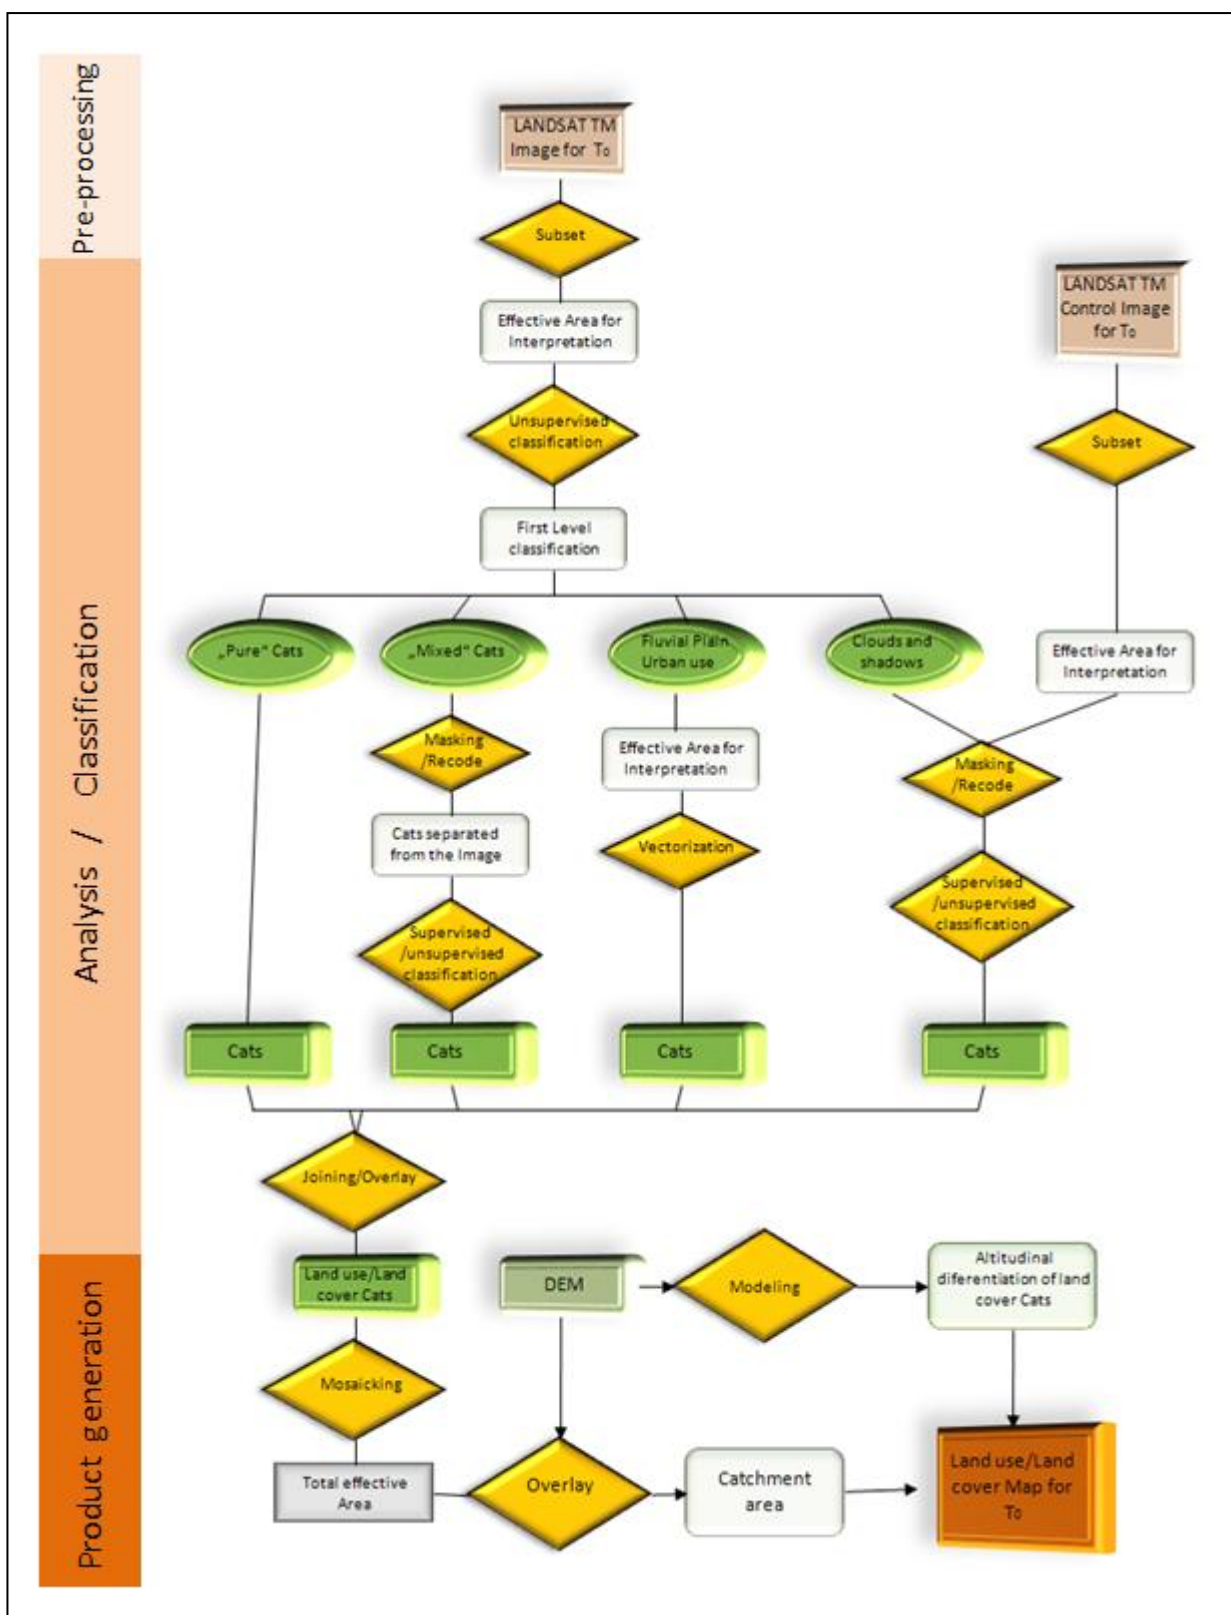 Pre-processing
LANDSAT TM
Image for T₀
Subset
Effective Area for
Interpretation
Unsupervised
classification
First Level
classification
LANDSAT TM
Control Image
for T₀
Subset
Effective Area for
Interpretation
Analysis / Classification
„Pure“ Cats
„Mixed“ Cats
Fluvial Plain,
Urban use
Clouds and
shadows
Masking
/Recode
Effective Area for
Interpretation
Masking
/Recode
Cats separated
from the Image
Vectorization
Supervised
/unsupervised
classification
Supervised
/unsupervised
classification
Cats
Cats
Cats
Cats
Joining/Overlay
Product generation
Land use/Land
cover Cats
DEM
Modeling
Altitudinal
diferentiation of land
cover Cats
Mosaicking
Total effective
Area
Overlay
Catchment
area
Land use/Land
cover Map for
T₀